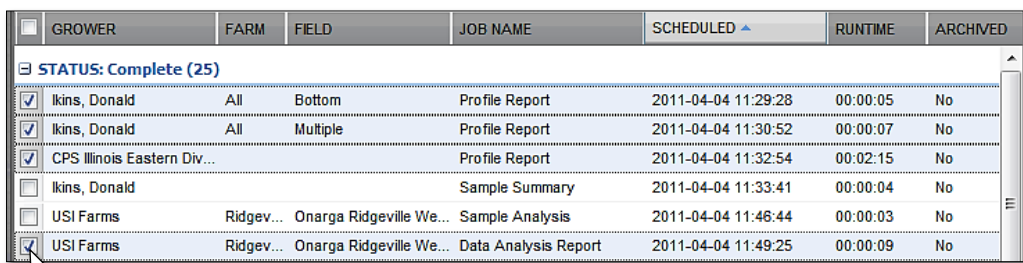 GROWER FARM FIELD JOB NAME SCHEDULED RUNTIME ARCHIVED
STATUS: Complete (25)
Ikins, Donald All Bottom Profile Report 2011-04-04 11:29:28 00:00:05 No
Ikins, Donald All Multiple Profile Report 2011-04-04 11:30:52 00:00:07 No
CPS Illinois Eastern Div... Profile Report 2011-04-04 11:32:54 00:02:15 No
Ikins, Donald Sample Summary 2011-04-04 11:33:41 00:00:04 No
USI Farms Ridgev... Onarga Ridgeville We... Sample Analysis 2011-04-04 11:46:44 00:00:03 No
USI Farms Ridgev... Onarga Ridgeville We... Data Analysis Report 2011-04-04 11:49:25 00:00:09 No